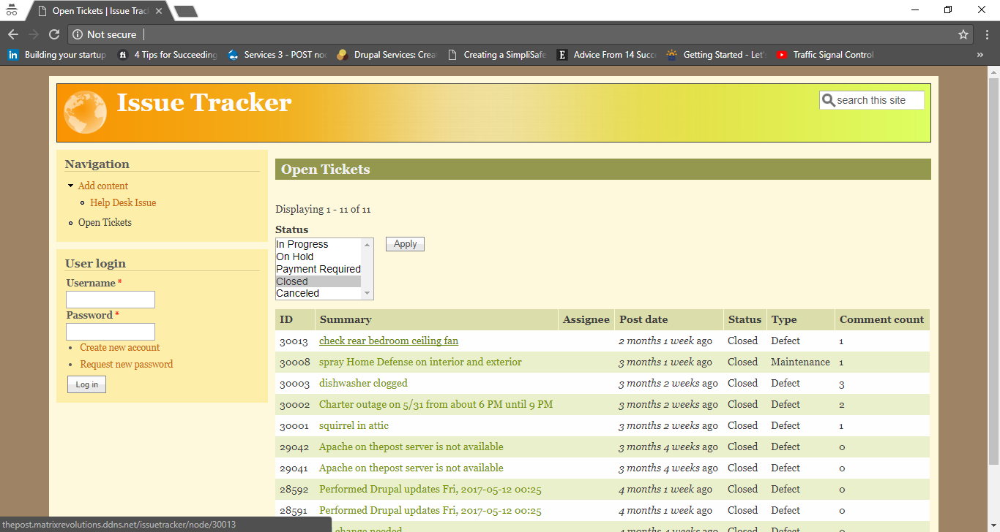 Open Tickets | Issue Trac
Not secure
Building your startup
fi 4 Tips for Succeeding
Services 3 - POST no
Drupal Services: Crea
Creating a SimpliSafe
E Advice From 14 Succ
Getting Started - Let'
Traffic Signal Control
»
Issue Tracker
search this site
Navigation
Add content
Help Desk Issue
Open Tickets
User login
Username *
Password *
Create new account
Request new password
Log in
Open Tickets
Displaying 1 - 11 of 11
Status
In Progress
On Hold
Payment Required
Closed
Canceled
Apply
ID Summary Assignee Post date Status Type Comment count
30013 check rear bedroom ceiling fan 2 months 1 week ago Closed Defect 1
30008 spray Home Defense on interior and exterior 3 months 1 week ago Closed Maintenance 1
30003 dishwasher clogged 3 months 2 weeks ago Closed Defect 3
30002 Charter outage on 5/31 from about 6 PM until 9 PM 3 months 2 weeks ago Closed Defect 2
30001 squirrel in attic 3 months 2 weeks ago Closed Defect 1
29042 Apache on thepost server is not available 3 months 4 weeks ago Closed Defect 0
29041 Apache on thepost server is not available 3 months 4 weeks ago Closed Defect 0
28592 Performed Drupal updates Fri, 2017-05-12 00:25 4 months 1 week ago Closed Defect 0
28591 Performed Drupal updates Fri, 2017-05-12 00:25 4 months 1 week ago Closed Defect 0
change needed 4 months 4 weeks ago Closed Defect 0
thepost.matrixrevolutions.ddns.net/issuetracker/node/30013